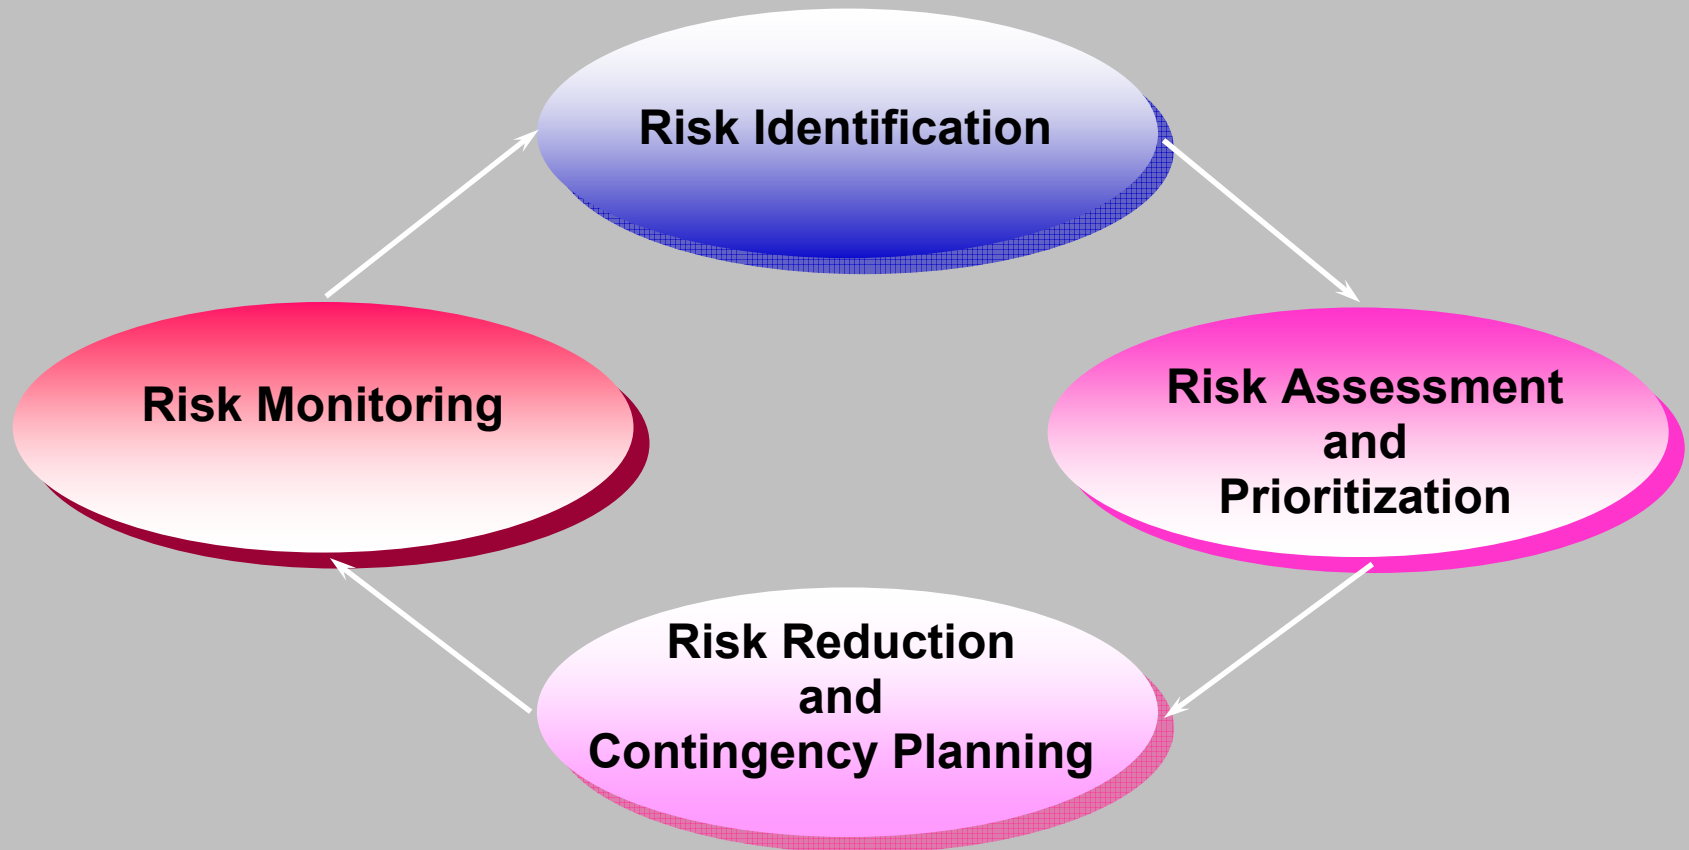 Risk Identification
Risk Monitoring
Risk Assessment
and
Prioritization
Risk Reduction
and
Contingency Planning